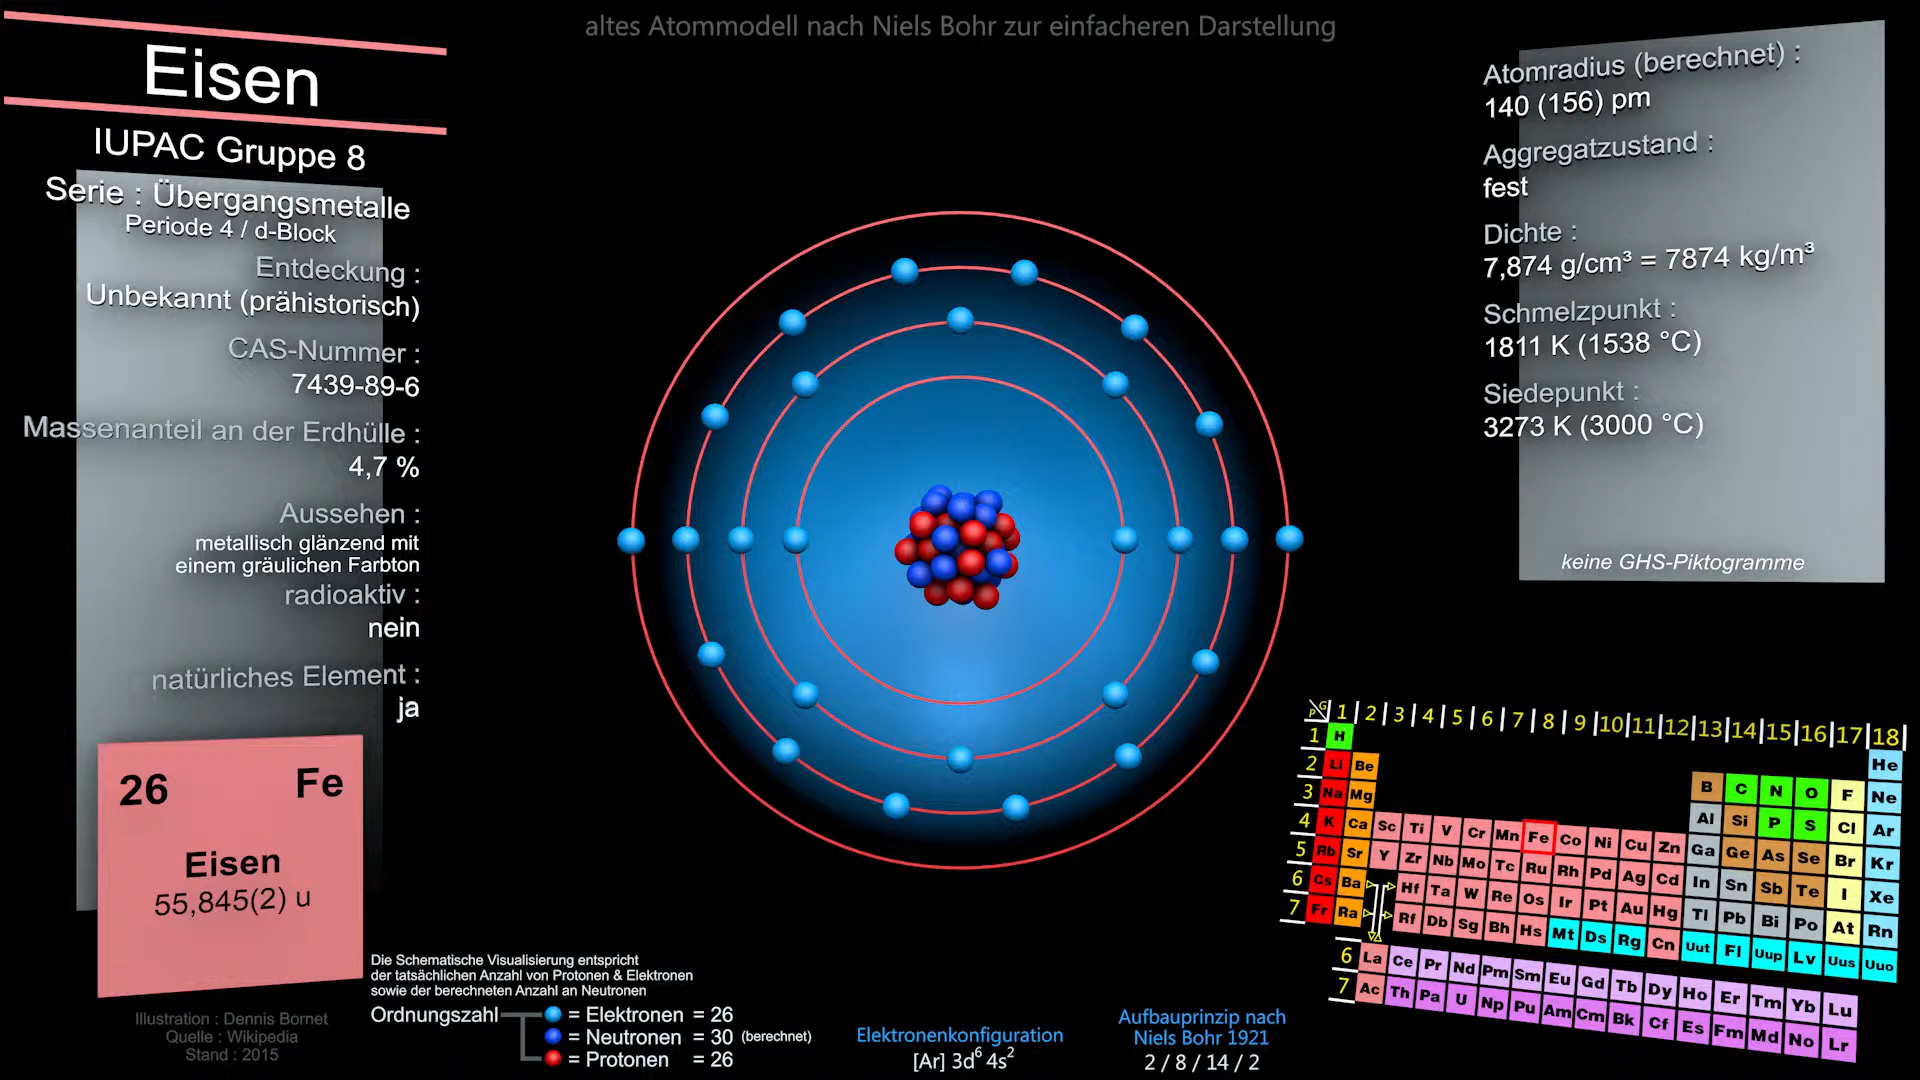 altes Atommodell nach Niels Bohr zur einfacheren Darstellung
Eisen
IUPAC Gruppe 8
Serie : Übergangsmetalle
Periode 4 / d-Block
Entdeckung :
Unbekannt (prähistorisch)
CAS-Nummer :
7439-89-6
Massenanteil an der Erdhülle :
4,7 %
Aussehen :
metallisch glänzend mit
einem gräulichen Farbton
radioaktiv :
nein
natürliches Element :
ja
26 Fe
Eisen
55,845(2) u
Illustration : Dennis Bornet
Quelle : Wikipedia
Stand : 2015
Atomradius (berechnet) :
140 (156) pm
Aggregatzustand :
fest
Dichte :
7,874 g/cm³ = 7874 kg/m³
Schmelzpunkt :
1811 K (1538 °C)
Siedepunkt :
3273 K (3000 °C)
keine GHS-Piktogramme
Die Schematische Visualisierung entspricht
der tatsächlichen Anzahl von Protonen & Elektronen
sowie der berechneten Anzahl an Neutronen
Ordnungszahl = Elektronen = 26
= Neutronen = 30 (berechnet)
= Protonen = 26
Elektronenkonfiguration
[Ar] 3d⁶ 4s²
Aufbauprinzip nach
Niels Bohr 1921
2 / 8 / 14 / 2
P G 1 2 3 4 5 6 7 8 9 10 11 12 13 14 15 16 17 18
1 H He
2 Li Be B C N O F Ne
3 Na Mg Al Si P S Cl Ar
4 K Ca Sc Ti V Cr Mn Fe Co Ni Cu Zn Ga Ge As Se Br Kr
5 Rb Sr Y Zr Nb Mo Tc Ru Rh Pd Ag Cd In Sn Sb Te I Xe
6 Cs Ba Hf Ta W Re Os Ir Pt Au Hg Tl Pb Bi Po At Rn
7 Fr Ra Rf Db Sg Bh Hs Mt Ds Rg Cn Uut Fl Uup Lv Uus Uuo
6 La Ce Pr Nd Pm Sm Eu Gd Tb Dy Ho Er Tm Yb Lu
7 Ac Th Pa U Np Pu Am Cm Bk Cf Es Fm Md No Lr